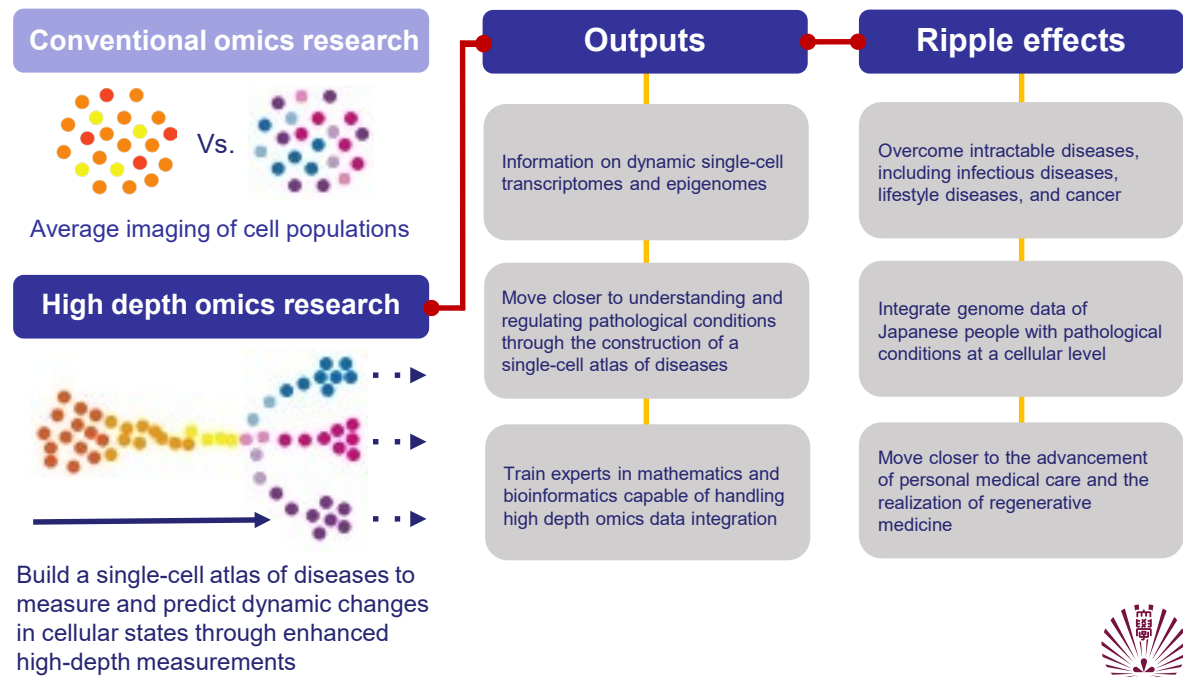 Conventional omics research
Vs.
Average imaging of cell populations
High depth omics research
Build a single-cell atlas of diseases to
measure and predict dynamic changes
in cellular states through enhanced
high-depth measurements
Outputs
Information on dynamic single-cell
transcriptomes and epigenomes
Move closer to understanding and
regulating pathological conditions
through the construction of a
single-cell atlas of diseases
Train experts in mathematics and
bioinformatics capable of handling
high depth omics data integration
Ripple effects
Overcome intractable diseases,
including infectious diseases,
lifestyle diseases, and cancer
Integrate genome data of
Japanese people with pathological
conditions at a cellular level
Move closer to the advancement
of personal medical care and the
realization of regenerative
medicine
大學